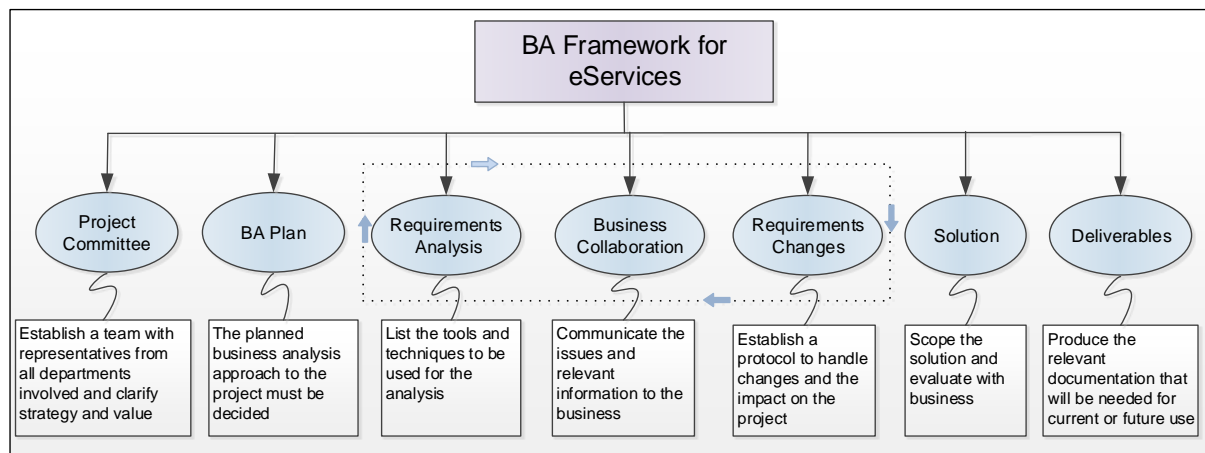 BA Framework for
eServices
Project
Committee
BA Plan
Requirements
Analysis
Business
Collaboration
Requirements
Changes
Solution
Deliverables
Establish a team with
representatives from
all departments
involved and clarify
strategy and value
The planned
business analysis
approach to the
project must be
decided
List the tools and
techniques to be
used for the
analysis
Communicate the
issues and
relevant
information to the
business
Establish a
protocol to handle
changes and the
impact on the
project
Scope the
solution and
evaluate with
business
Produce the
relevant
documentation that
will be needed for
current or future use